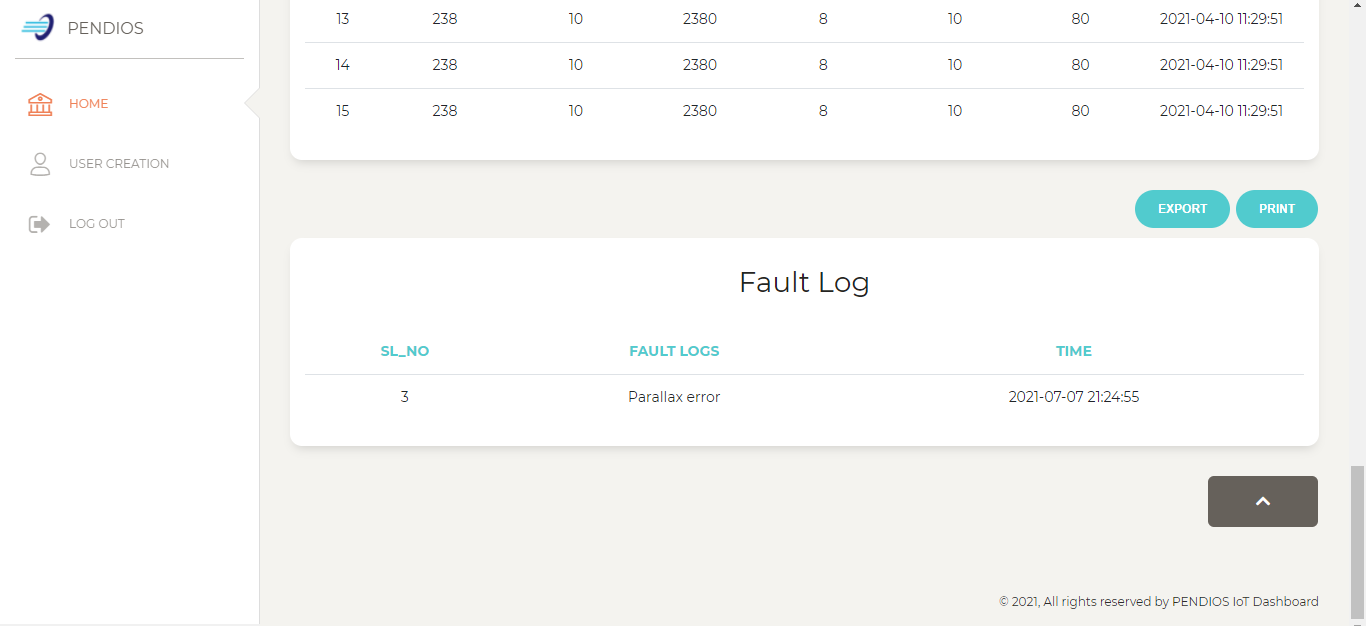 PENDIOS
HOME
USER CREATION
LOG OUT
13 238 10 2380 8 10 80 2021-04-10 11:29:51
14 238 10 2380 8 10 80 2021-04-10 11:29:51
15 238 10 2380 8 10 80 2021-04-10 11:29:51
EXPORT PRINT
Fault Log
SL_NO FAULT LOGS TIME
3 Parallax error 2021-07-07 21:24:55
© 2021, All rights reserved by PENDIOS IoT Dashboard